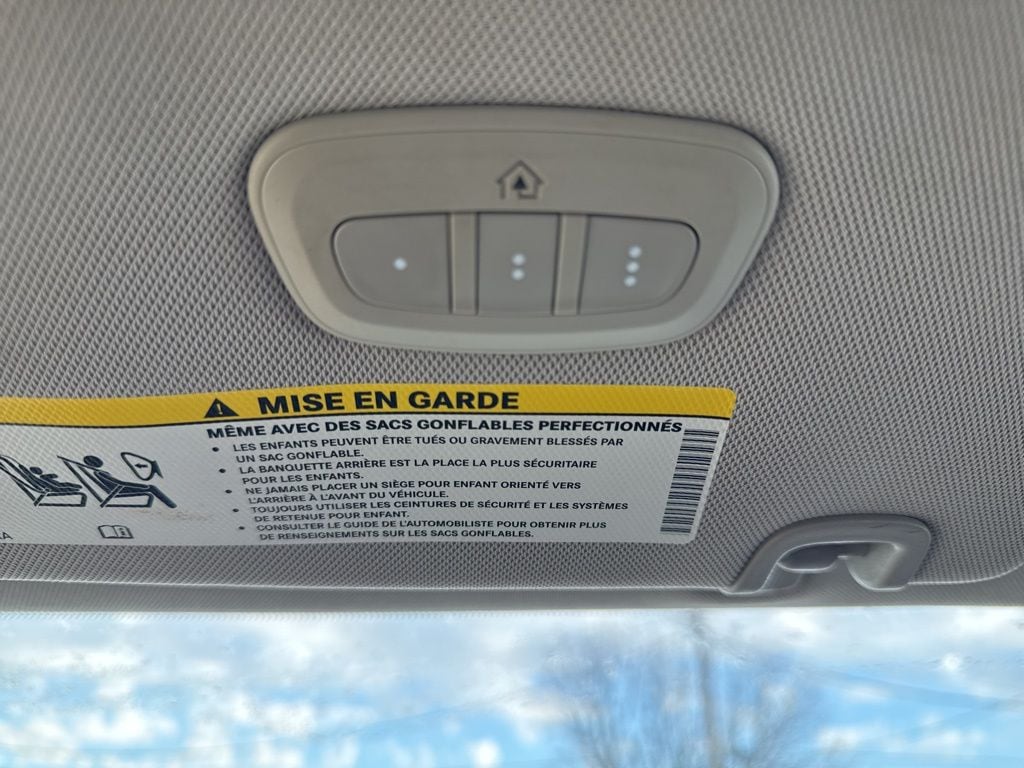 MISE EN GARDE
MÊME AVEC DES SACS GONFLABLES PERFECTIONNÉS
• LES ENFANTS PEUVENT ÊTRE TUÉS OU GRAVEMENT BLESSÉS PAR
UN SAC GONFLABLE.
• LA BANQUETTE ARRIÈRE EST LA PLACE LA PLUS SÉCURITAIRE
POUR LES ENFANTS.
• NE JAMAIS PLACER UN SIÈGE POUR ENFANT ORIENTÉ VERS
L'ARRIÈRE À L'AVANT DU VÉHICULE.
• TOUJOURS UTILISER LES CEINTURES DE SÉCURITÉ ET LES SYSTÈMES
DE RETENUE POUR ENFANT.
• CONSULTER LE GUIDE DE L'AUTOMOBILISTE POUR OBTENIR PLUS
DE RENSEIGNEMENTS SUR LES SACS GONFLABLES.